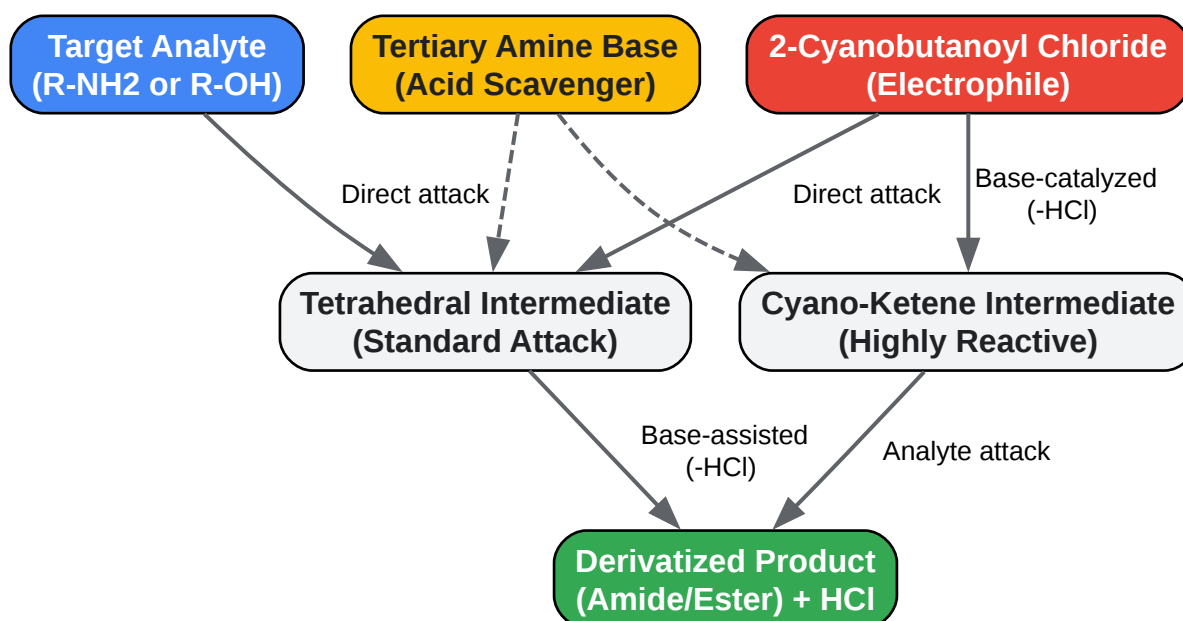 Target Analyte
(R-NH2 or R-OH)
Tertiary Amine Base
(Acid Scavenger)
2-Cyanobutanoyl Chloride
(Electrophile)
Direct attack
Direct attack
Base-catalyzed
(-HCl)
Tetrahedral Intermediate
(Standard Attack)
Cyano-Ketene Intermediate
(Highly Reactive)
Base-assisted
(-HCl)
Analyte attack
Derivatized Product
(Amide/Ester) + HCl